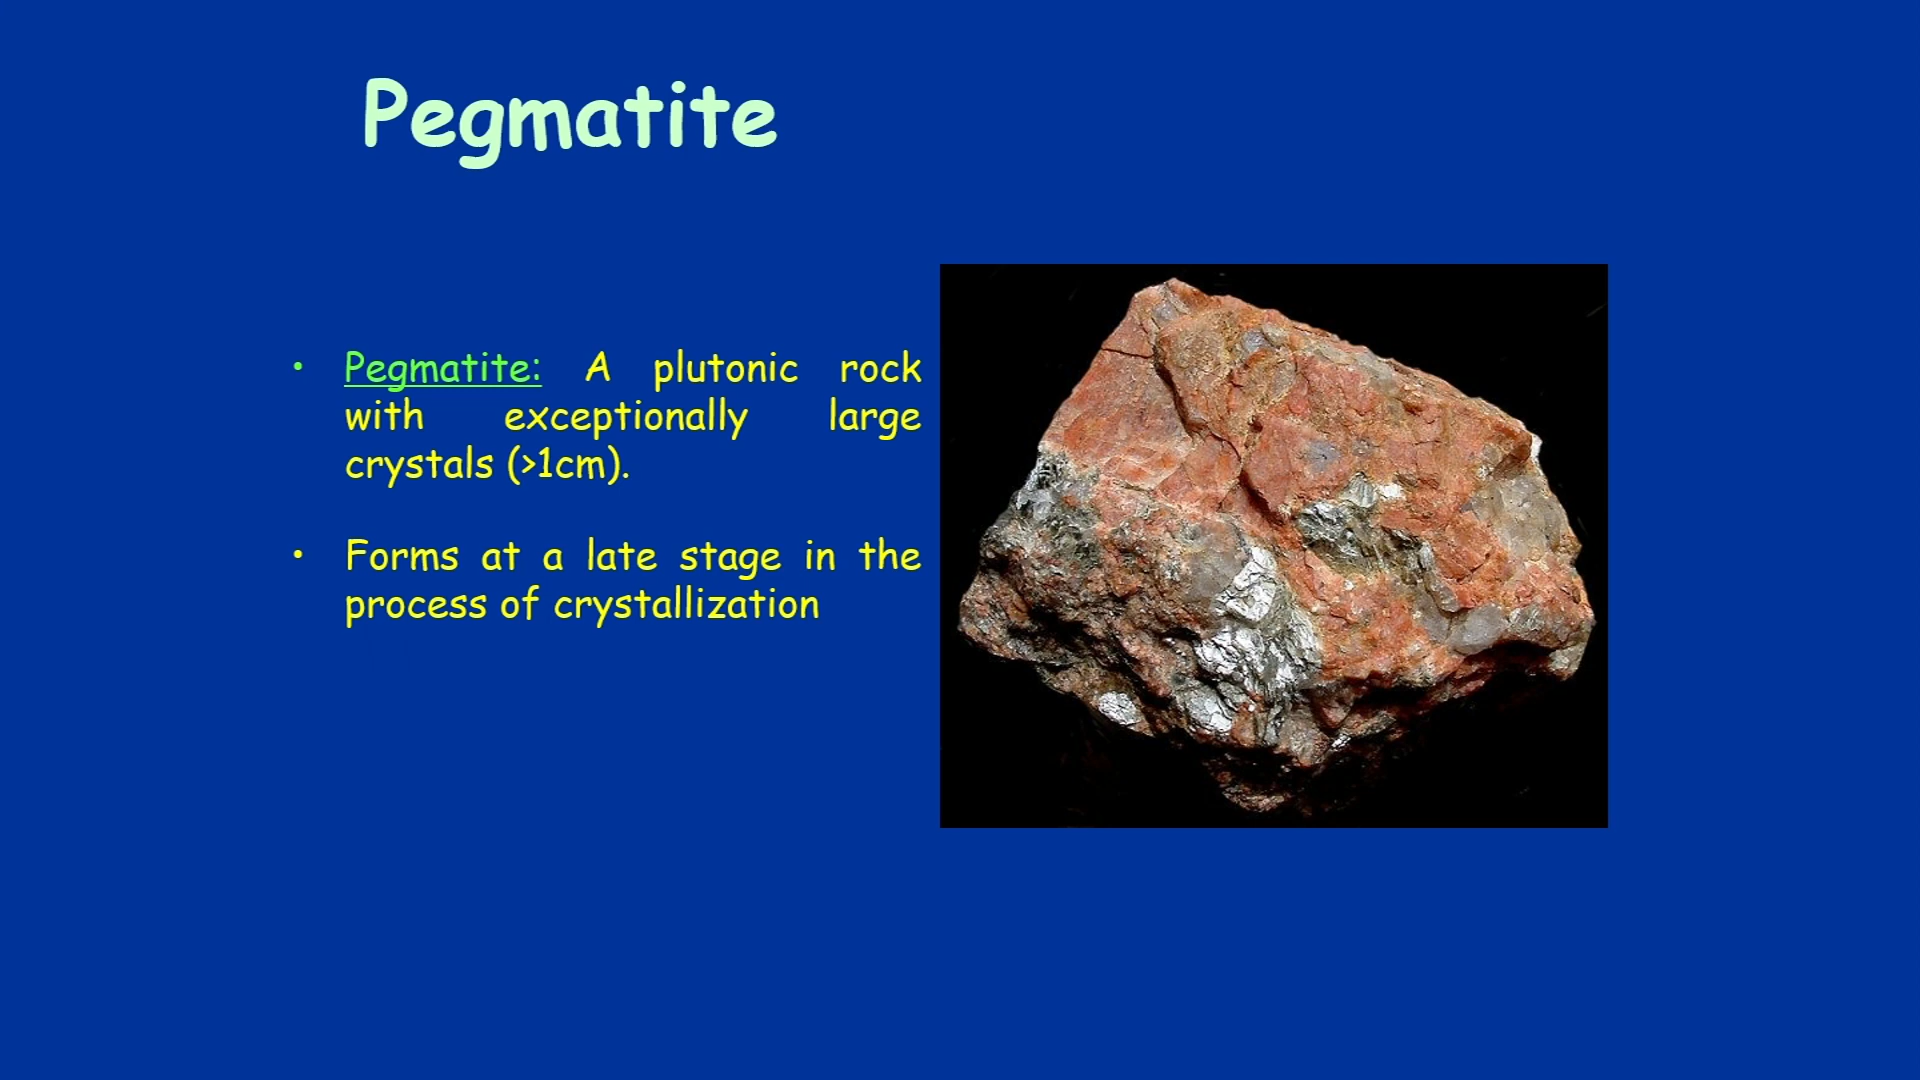 Pegmatite
• Pegmatite: A plutonic rock
with exceptionally large
crystals (>1cm).
• Forms at a late stage in the
process of crystallization